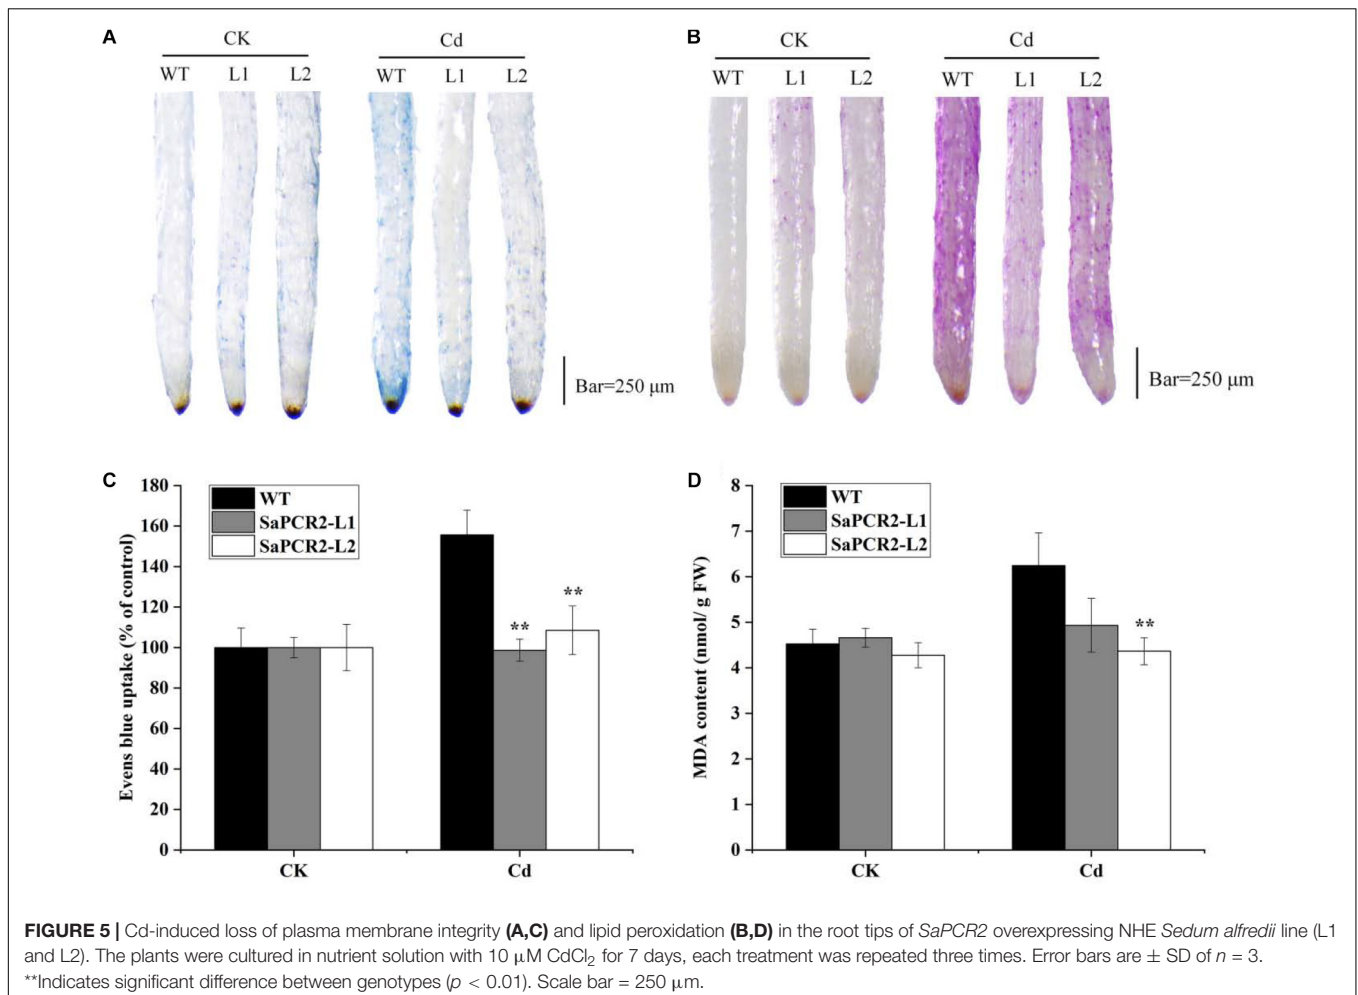 A
CK
Cd
WT L1 L2
WT L1 L2
Bar=250 μm
B
CK
Cd
WT L1 L2
WT L1 L2
Bar=250 μm
C
Evens blue uptake (% of control)
180
160
140
120
100
80
60
40
20
0
WT
SaPCR2-L1
SaPCR2-L2
**
**
CK
Cd
D
MDA content (nmol/ g FW)
8
7
6
5
4
3
2
1
0
WT
SaPCR2-L1
SaPCR2-L2
**
CK
Cd
FIGURE 5 | Cd-induced loss of plasma membrane integrity (A,C) and lipid peroxidation (B,D) in the root tips of SaPCR2 overexpressing NHE Sedum alfredii line (L1
and L2). The plants were cultured in nutrient solution with 10 μM CdCl₂ for 7 days, each treatment was repeated three times. Error bars are ± SD of n = 3.
**Indicates significant difference between genotypes (p < 0.01). Scale bar = 250 μm.